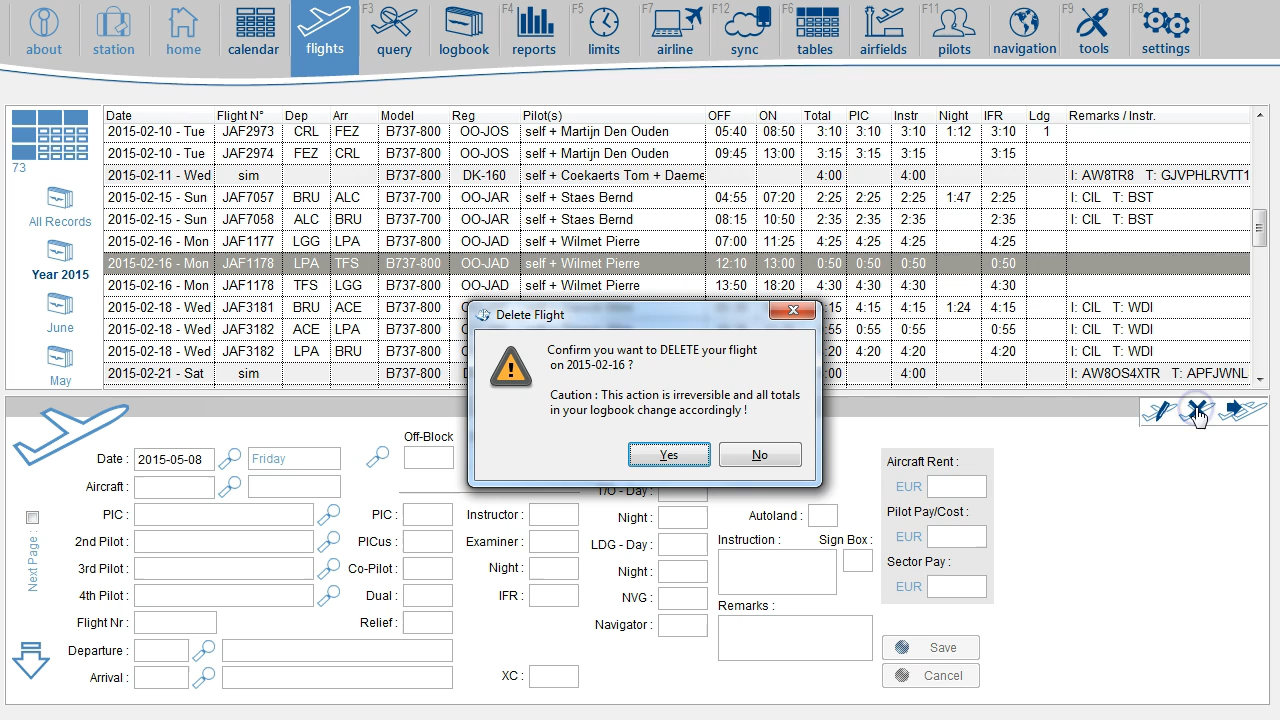 F3 F4 F5 F7 F12 F6 F11 F9 F8
about station home calendar flights query logbook reports limits airline sync tables airfields pilots navigation tools settings
Date Flight N° Dep Arr Model Reg Pilot(s) OFF ON Total PIC Instr Night IFR Ldg Remarks / Instr.
2015-02-10 - Tue JAF2973 CRL FEZ B737-800 OO-JOS self + Martijn Den Ouden 05:40 3:10 3:10 3:10 1:12 3:10 1
2015-02-10 - Tue JAF2974 FEZ CRL B737-800 OO-JOS self + Martijn Den Ouden 09:45 13:00 3:15 3:15 3:15 3:15
2015-02-11 - Wed sim B737-800 DK-160 self + Coekaerts Tom + Daeme 4:00 4:00 I: AW8TR8 T: GJVPHLRVTT1
2015-02-15 - Sun JAF7057 BRU ALC B737-800 OO-JAR self + Staes Bernd 04:55 07:20 2:25 2:25 2:25 1:47 2:25 I: CIL T: BST
2015-02-15 - Sun JAF7058 ALC BRU B737-800 OO-JAR self + Staes Bernd 08:15 10:50 2:35 2:35 2:35 2:35 I: CIL T: BST
2015-02-16 - Mon JAF1177 LGG LPA B737-800 OO-JAD self + Wilmet Pierre 07:00 11:25 4:25 4:25 4:25 4:25
2015-02-16 - Mon JAF1178 LPA TFS B737-800 OO-JAD self + Wilmet Pierre 12:10 13:00 0:50 0:50 0:50 0:50
2015-02-16 - Mon JAF1178 TFS LGG B737-800 OO-JAD self + Wilmet Pierre 13:50 18:20 4:30 4:30 4:30 4:30
2015-02-18 - Wed JAF3181 BRU ACE B737-800 4:15 4:15 1:24 4:15 I: CIL T: WDI
2015-02-18 - Wed JAF3182 ACE LPA B737-800 0:55 0:55 0:55 I: CIL T: WDI
2015-02-18 - Wed JAF3182 LPA BRU B737-800 4:20 4:20 4:20 I: CIL T: WDI
2015-02-21 - Sat sim B737-800 4:00 I: AW8OS4XTR T: APFJWNL
73
All Records
Year 2015
June
May
Delete Flight
Confirm you want to DELETE your flight
on 2015-02-16 ?
Caution : This action is irreversible and all totals
in your logbook change accordingly !
Yes No
Date : 2015-05-08 Friday
Aircraft :
PIC :
2nd Pilot :
3rd Pilot :
4th Pilot :
Flight Nr :
Departure :
Arrival :
Next Page :
Off-Block
PIC :
PICus :
Co-Pilot :
Dual :
Relief :
Instructor :
Examiner :
Night :
IFR :
XC :
T/O - Day :
Night :
LDG - Day :
Night :
NVG :
Navigator :
Autoland :
Instruction : Sign Box :
Remarks :
Aircraft Rent :
EUR
Pilot Pay/Cost :
EUR
Sector Pay :
EUR
Save
Cancel